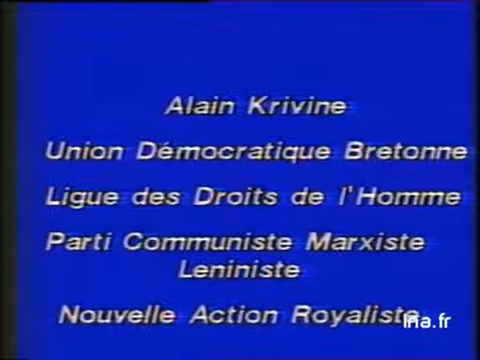 Alain Krivine
Union Démocratique Bretonne
Ligue des Droits de l'Homme
Parti Communiste Marxiste
Leniniste
Nouvelle Action Royaliste
ina.fr